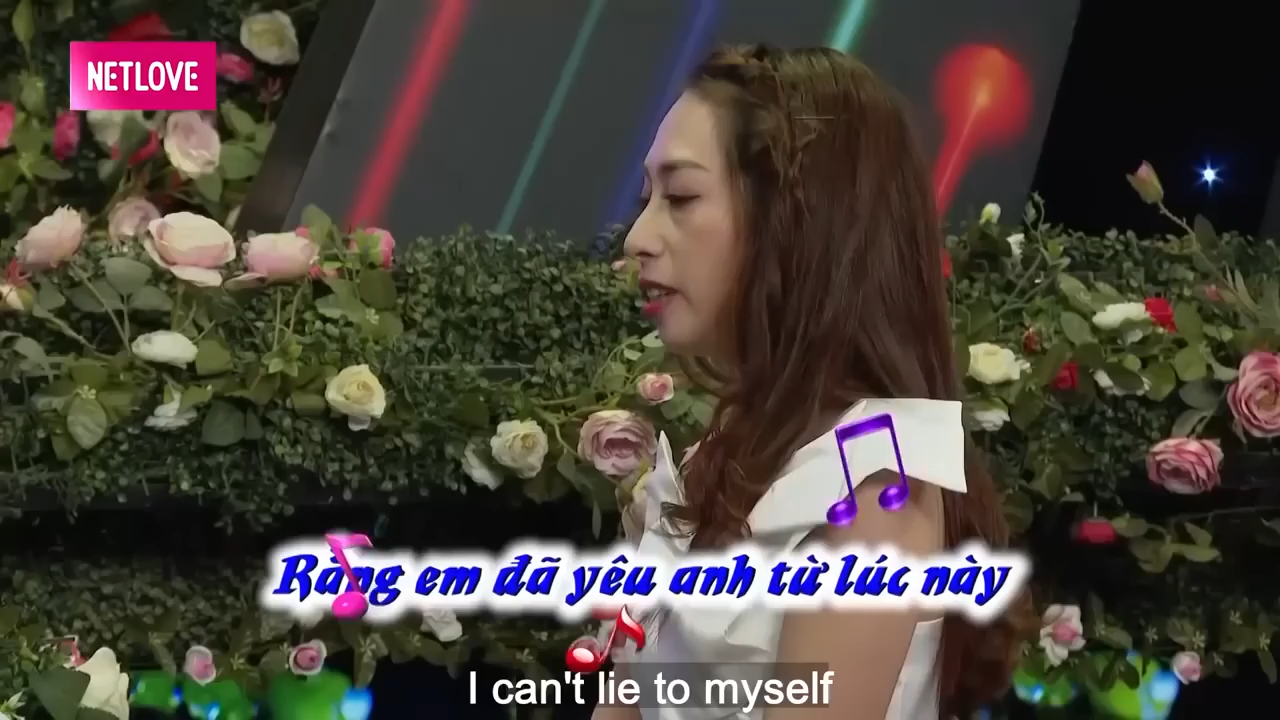 NETLOVE
Rằng em đã yêu anh từ lúc này
I can't lie to myself